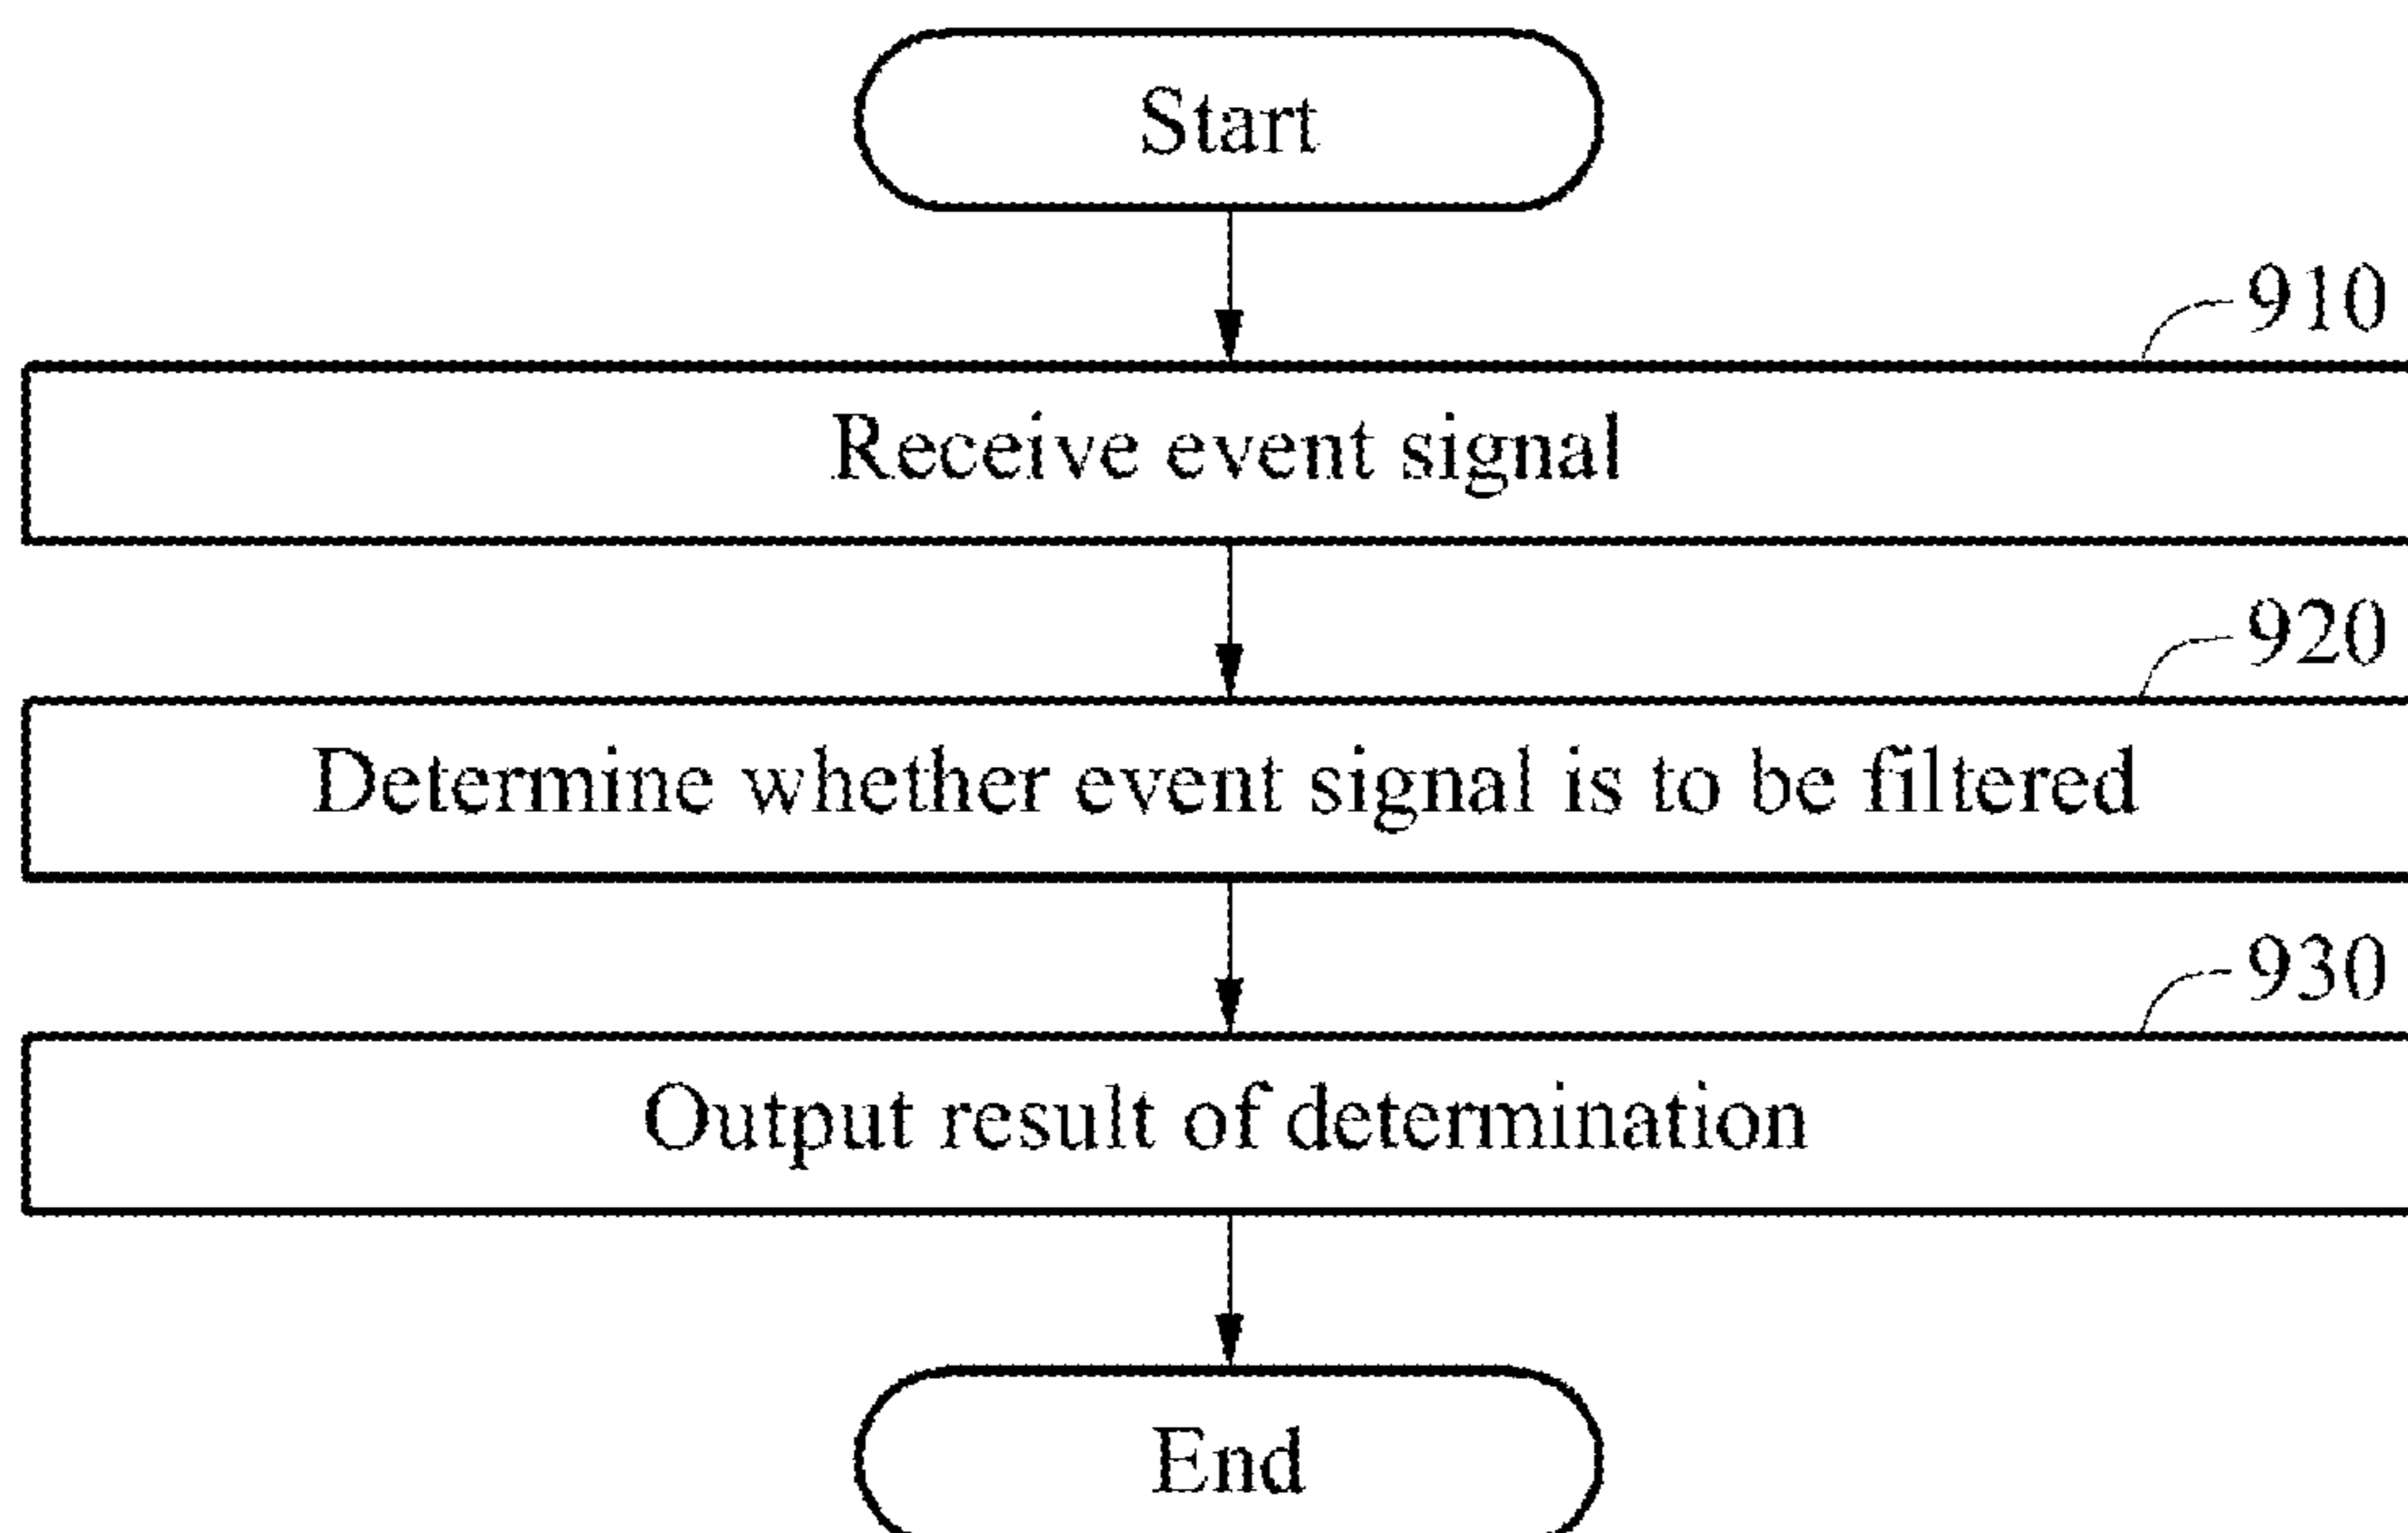 Start
910
Receive event signal
920
Determine whether event signal is to be filtered
930
Output result of determination
End